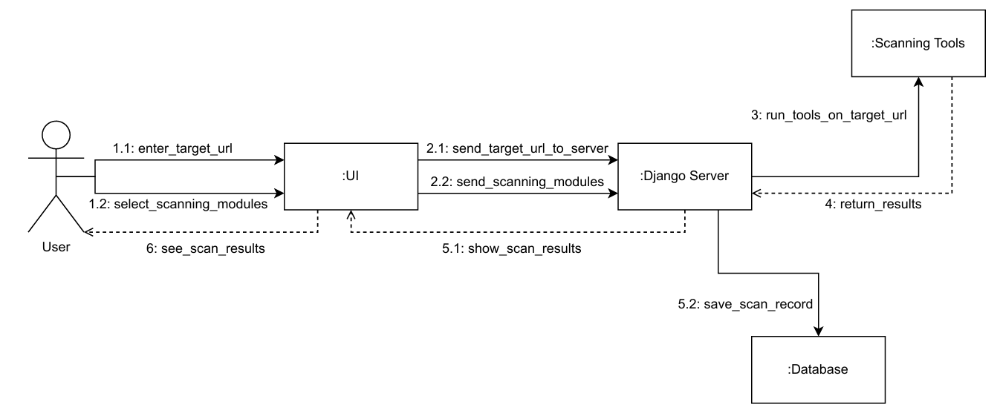 :Scanning Tools
3: run_tools_on_target_url
1.1: enter_target_url
2.1: send_target_url_to_server
:UI
:Django Server
2.2: send_scanning_modules
1.2: select_scanning_modules
4: return_results
User
6: see_scan_results
5.1: show_scan_results
5.2: save_scan_record
:Database